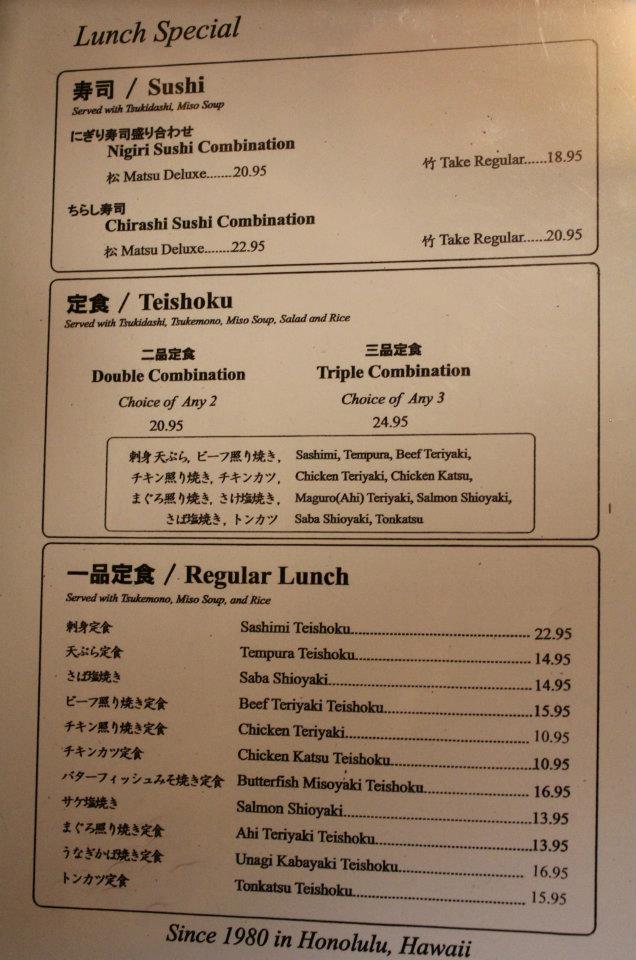 Lunch Special
寿司 / Sushi
Served with Tsukidashi, Miso Soup
にぎり寿司盛り合わせ
Nigiri Sushi Combination
松 Matsu Deluxe.......20.95 竹 Take Regular......18.95
ちらし寿司
Chirashi Sushi Combination
松 Matsu Deluxe........22.95 竹 Take Regular......20.95
定食 / Teishoku
Served with Tsukidashi, Tsukemono, Miso Soup, Salad and Rice
二品定食 三品定食
Double Combination Triple Combination
Choice of Any 2 Choice of Any 3
20.95 24.95
刺身 天ぷら, ビーフ照り焼き, Sashimi, Tempura, Beef Teriyaki,
チキン照り焼き, チキンカツ, Chicken Teriyaki, Chicken Katsu,
まぐろ照り焼き, さけ塩焼き, Maguro(Ahi) Teriyaki, Salmon Shioyaki,
さば塩焼き, トンカツ Saba Shioyaki, Tonkatsu
一品定食 / Regular Lunch
Served with Tsukemono, Miso Soup, and Rice
刺身定食 Sashimi Teishoku.......... 22.95
天ぷら定食 Tempura Teishoku.......... 14.95
さば塩焼き Saba Shioyaki.......... 14.95
ビーフ照り焼き定食 Beef Teriyaki Teishoku.......... 15.95
チキン照り焼き定食 Chicken Teriyaki.......... 10.95
チキンカツ定食 Chicken Katsu Teishoku.......... 10.95
バターフィッシュみそ焼き定食 Butterfish Misoyaki Teishoku.......... 16.95
サケ塩焼き Salmon Shioyaki.......... 13.95
まぐろ照り焼き定食 Ahi Teriyaki Teishoku.......... 13.95
うなぎかば焼き定食 Unagi Kabayaki Teishoku.......... 16.95
トンカツ定食 Tonkatsu Teishoku.......... 15.95
Since 1980 in Honolulu, Hawaii